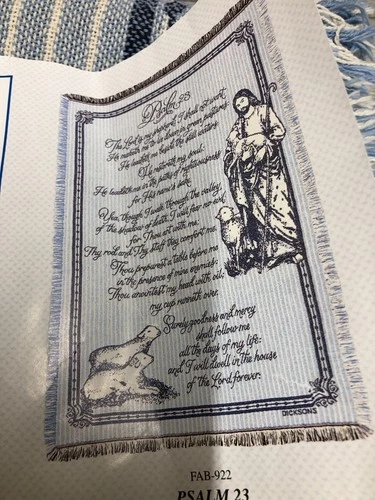 Psalm 23
The Lord is my shepherd, I shall not want.
He maketh me to lie down in green pastures:
He leadeth me beside the still waters.
He restoreth my soul:
He leadeth me in the paths of righteousness
for His name's sake.
Yea, though I walk through the valley
of the shadow of death, I will fear no evil:
for Thou art with me;
Thy rod and Thy staff they comfort me.
Thou preparest a table before me
in the presence of mine enemies:
Thou anointest my head with oil;
my cup runneth over.
Surely goodness and mercy
shall follow me
all the days of my life:
and I will dwell in the house
of the Lord forever.
DICKSONS
FAB-922
PSALM 23